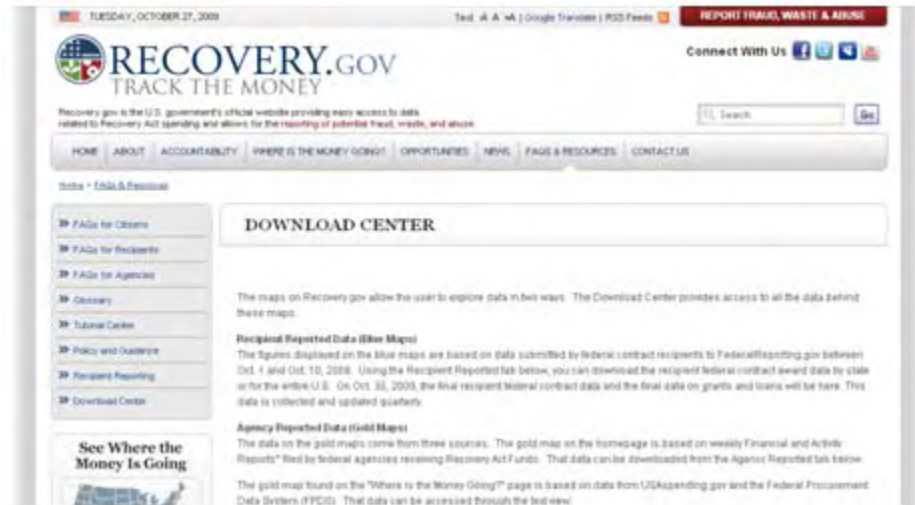 TUESDAY, OCTOBER 27, 2009
Text -A A +A | Google Translate | RSS Feeds
REPORT FRAUD, WASTE & ABUSE
RECOVERY.GOV
TRACK THE MONEY
Connect With Us
Recovery.gov is the U.S. government's official website providing easy access to data
related to Recovery Act spending and allows for the reporting of potential fraud, waste, and abuse.
Search
Go
HOME ABOUT ACCOUNTABILITY WHERE IS THE MONEY GOING? OPPORTUNITIES NEWS FAQS & RESOURCES CONTACT US
Home > FAQs & Resources
FAQs for Citizens
FAQs for Recipients
FAQs for Agencies
Glossary
Tutorial Center
Policy and Guidance
Recipient Reporting
Download Center
See Where the
Money Is Going
DOWNLOAD CENTER
The maps on Recovery.gov allow the user to explore data in two ways. The Download Center provides access to all the data behind
these maps.
Recipient Reported Data (Blue Maps)
The figures displayed on the blue maps are based on data submitted by federal contract recipients to FederalReporting.gov between
Oct. 1 and Oct. 10, 2009. Using the Recipient Reported tab below, you can download the recipient federal contract award data by state
or for the entire U.S. On Oct. 30, 2009, the final recipient federal contract data and the final data on grants and loans will be here. This
data is collected and updated quarterly.
Agency Reported Data (Gold Maps)
The data on the gold maps come from three sources. The gold map on the homepage is based on weekly Financial and Activity
Reports" filed by federal agencies receiving Recovery Act Funds. That data can be downloaded from the Agency Reported tab below.
The gold map found on the "Where is the Money Going?" page is based on data from USAspending.gov and the Federal Procurement
Data System (FPDS). That data can be accessed through the text view.